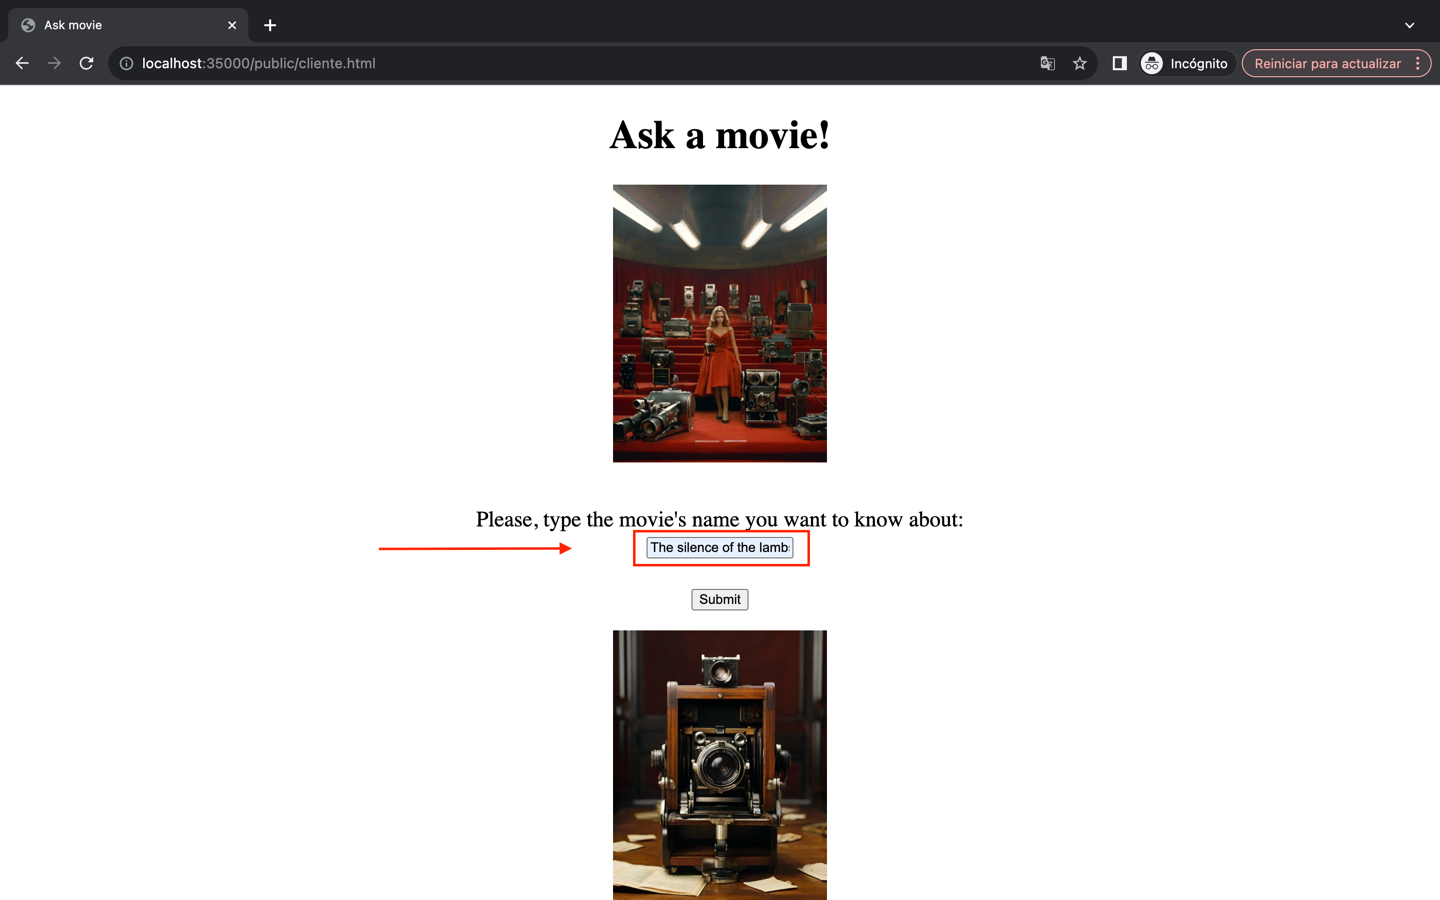 Ask movie
localhost:35000/public/cliente.html
Incógnito
Reiniciar para actualizar
Ask a movie!
Please, type the movie's name you want to know about:
The silence of the lamb
Submit